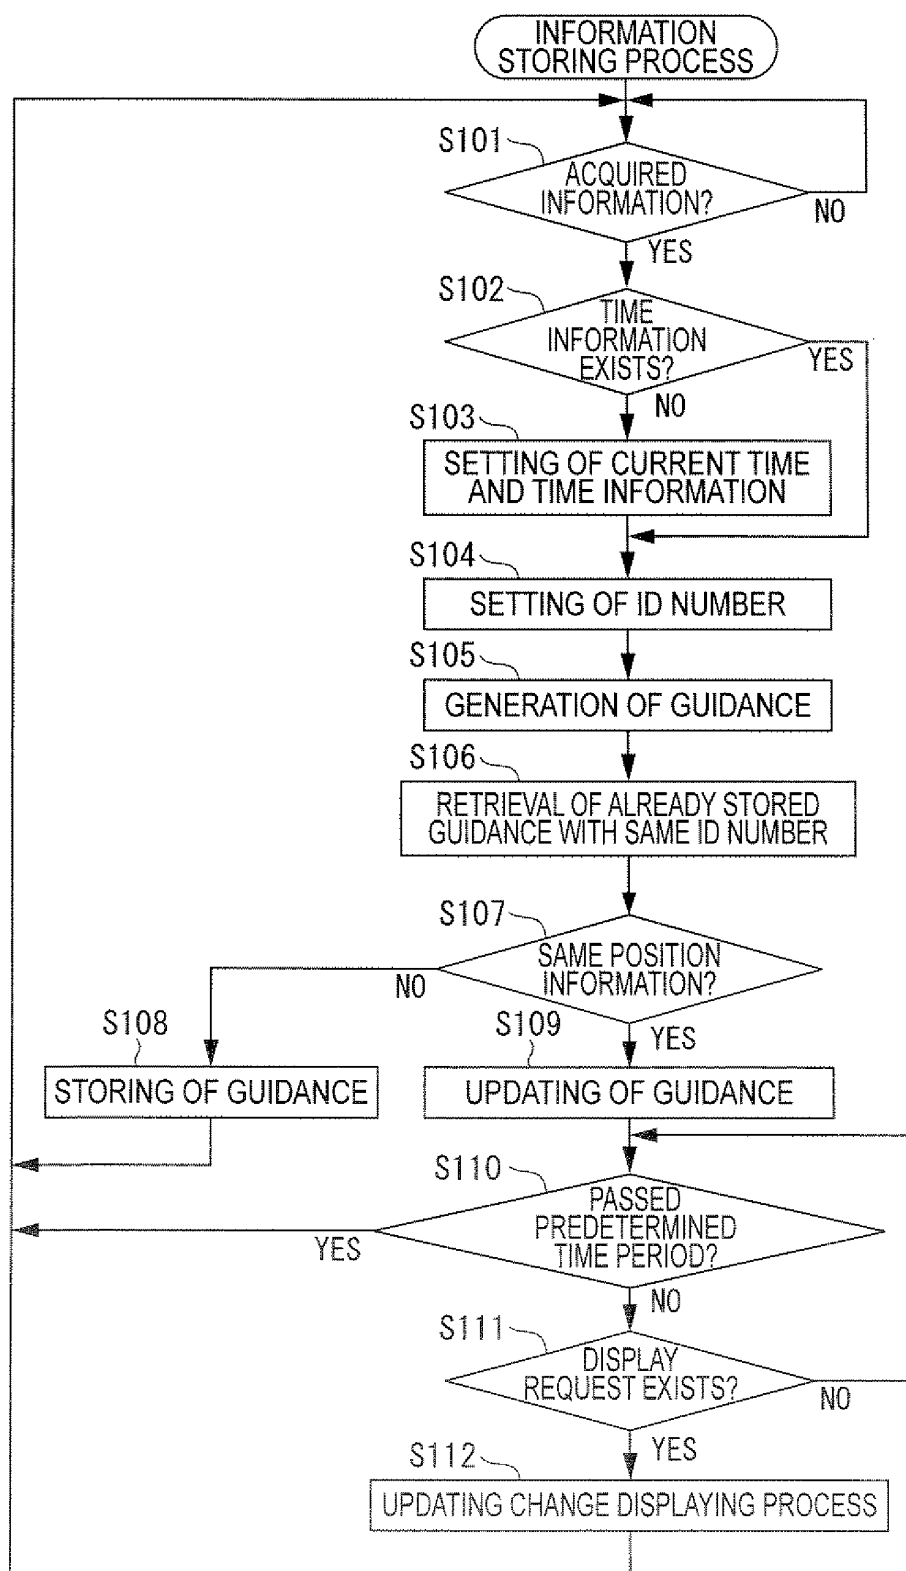 INFORMATION
STORING PROCESS
S101
ACQUIRED
INFORMATION?
NO
YES
S102
TIME
INFORMATION
EXISTS?
YES
NO
S103
SETTING OF CURRENT TIME
AND TIME INFORMATION
S104
SETTING OF ID NUMBER
S105
GENERATION OF GUIDANCE
S106
RETRIEVAL OF ALREADY STORED
GUIDANCE WITH SAME ID NUMBER
S107
SAME POSITION
INFORMATION?
NO
YES
S108
STORING OF GUIDANCE
S109
UPDATING OF GUIDANCE
S110
PASSED
PREDETERMINED
TIME PERIOD?
YES
NO
S111
DISPLAY
REQUEST EXISTS?
NO
YES
S112
UPDATING CHANGE DISPLAYING PROCESS